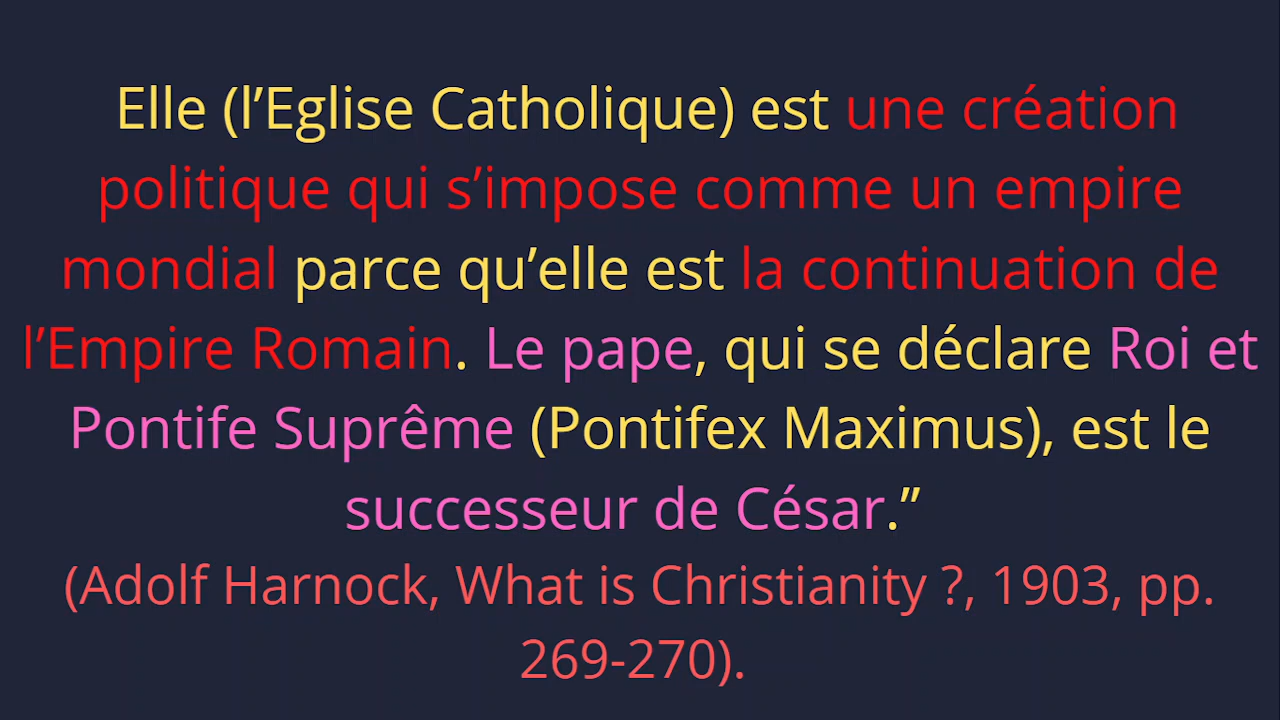 Elle (l’Eglise Catholique) est une création
politique qui s’impose comme un empire
mondial parce qu’elle est la continuation de
l’Empire Romain. Le pape, qui se déclare Roi et
Pontife Suprême (Pontifex Maximus), est le
successeur de César.”
(Adolf Harnock, What is Christianity ?, 1903, pp.
269-270).